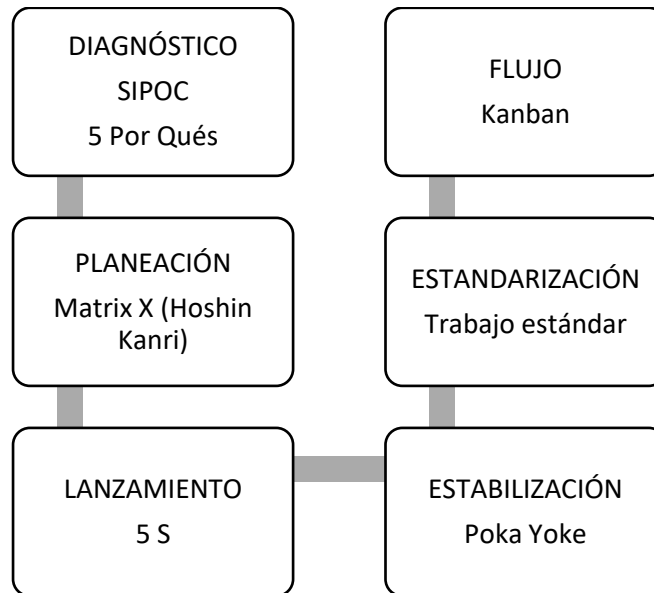 DIAGNÓSTICO
SIPOC
5 Por Qués
PLANEACIÓN
Matrix X (Hoshin
Kanri)
LANZAMIENTO
5 S
ESTABILIZACIÓN
Poka Yoke
ESTANDARIZACIÓN
Trabajo estándar
FLUJO
Kanban